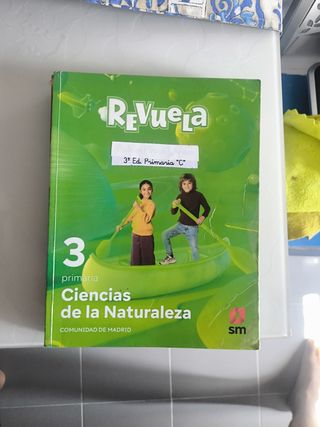 REVUELA
3º Ed. Primaria "C"
3
primaria
Ciencias
de la Naturaleza
COMUNIDAD DE MADRID
sm